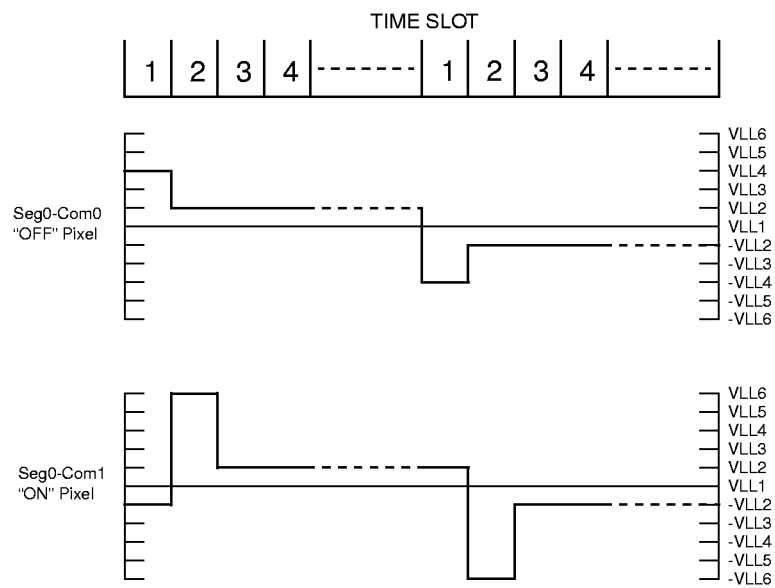 TIME SLOT
1 2 3 4 1 2 3 4
VLL6
VLL5
VLL4
VLL3
VLL2
VLL1
-VLL2
-VLL3
-VLL4
-VLL5
-VLL6
Seg0-Com0
“OFF” Pixel
VLL6
VLL5
VLL4
VLL3
VLL2
VLL1
-VLL2
-VLL3
-VLL4
-VLL5
-VLL6
Seg0-Com1
“ON” Pixel